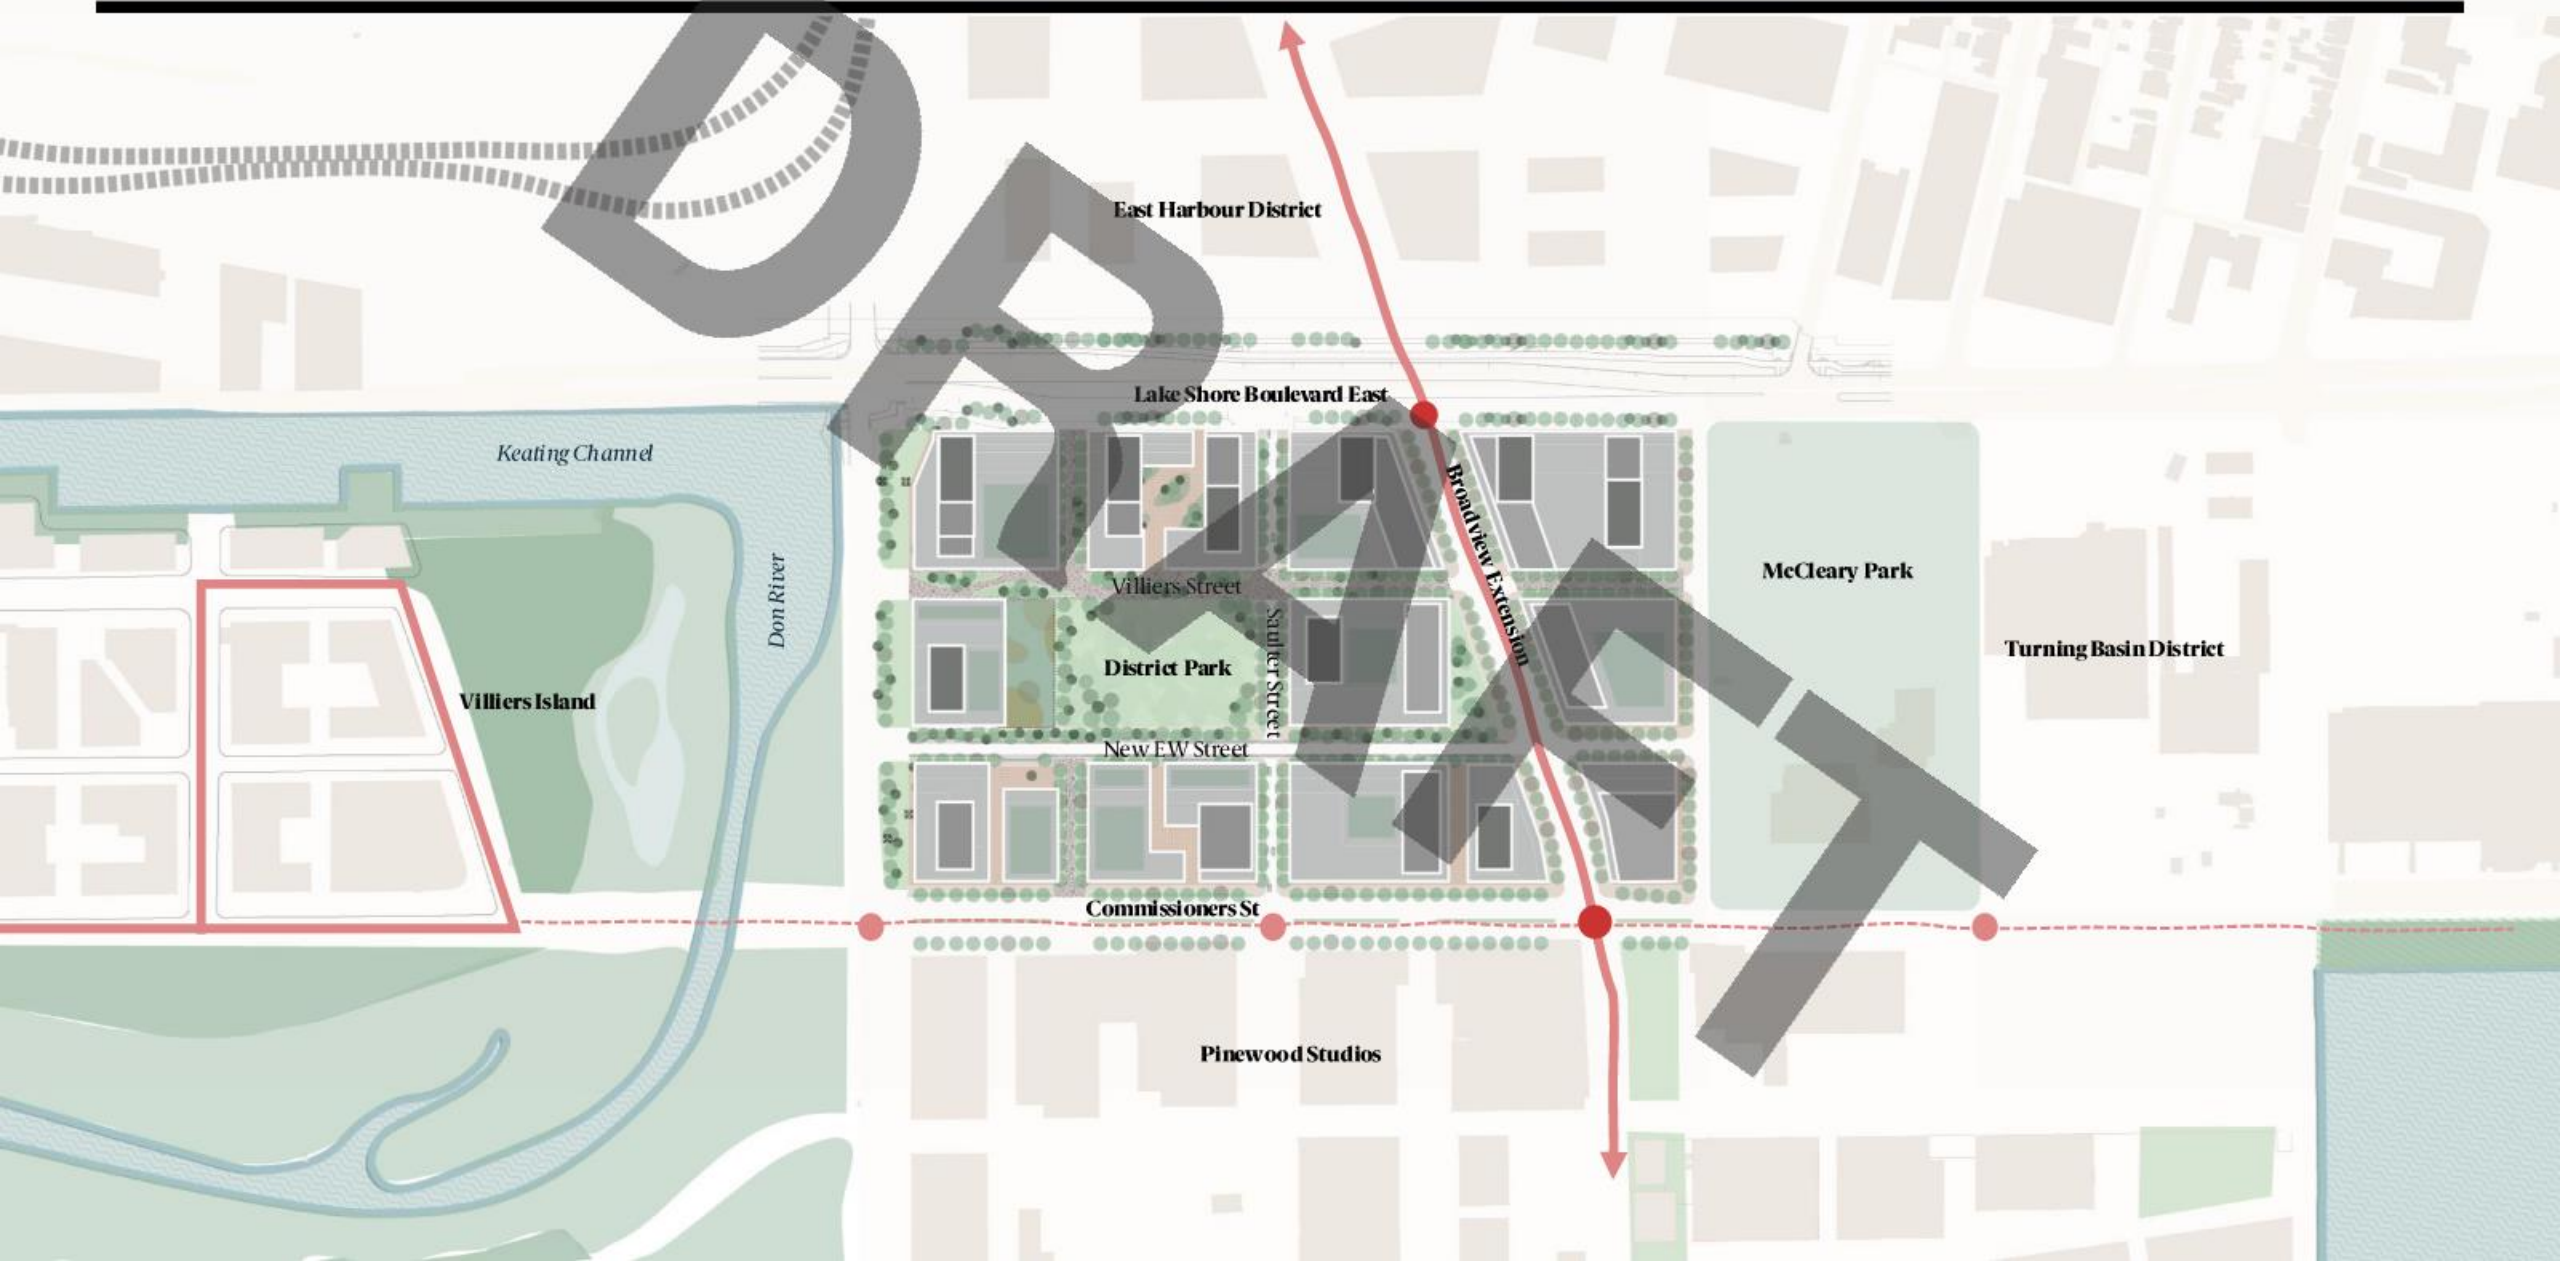 DRAFT
East Harbour District
Lake Shore Boulevard East
Keating Channel
Broadview Extension
Don River
Villiers Street
McCleary Park
Saulter Street
Turning Basin District
District Park
Villiers Island
New EW Street
Commissioners St
Pinewood Studios